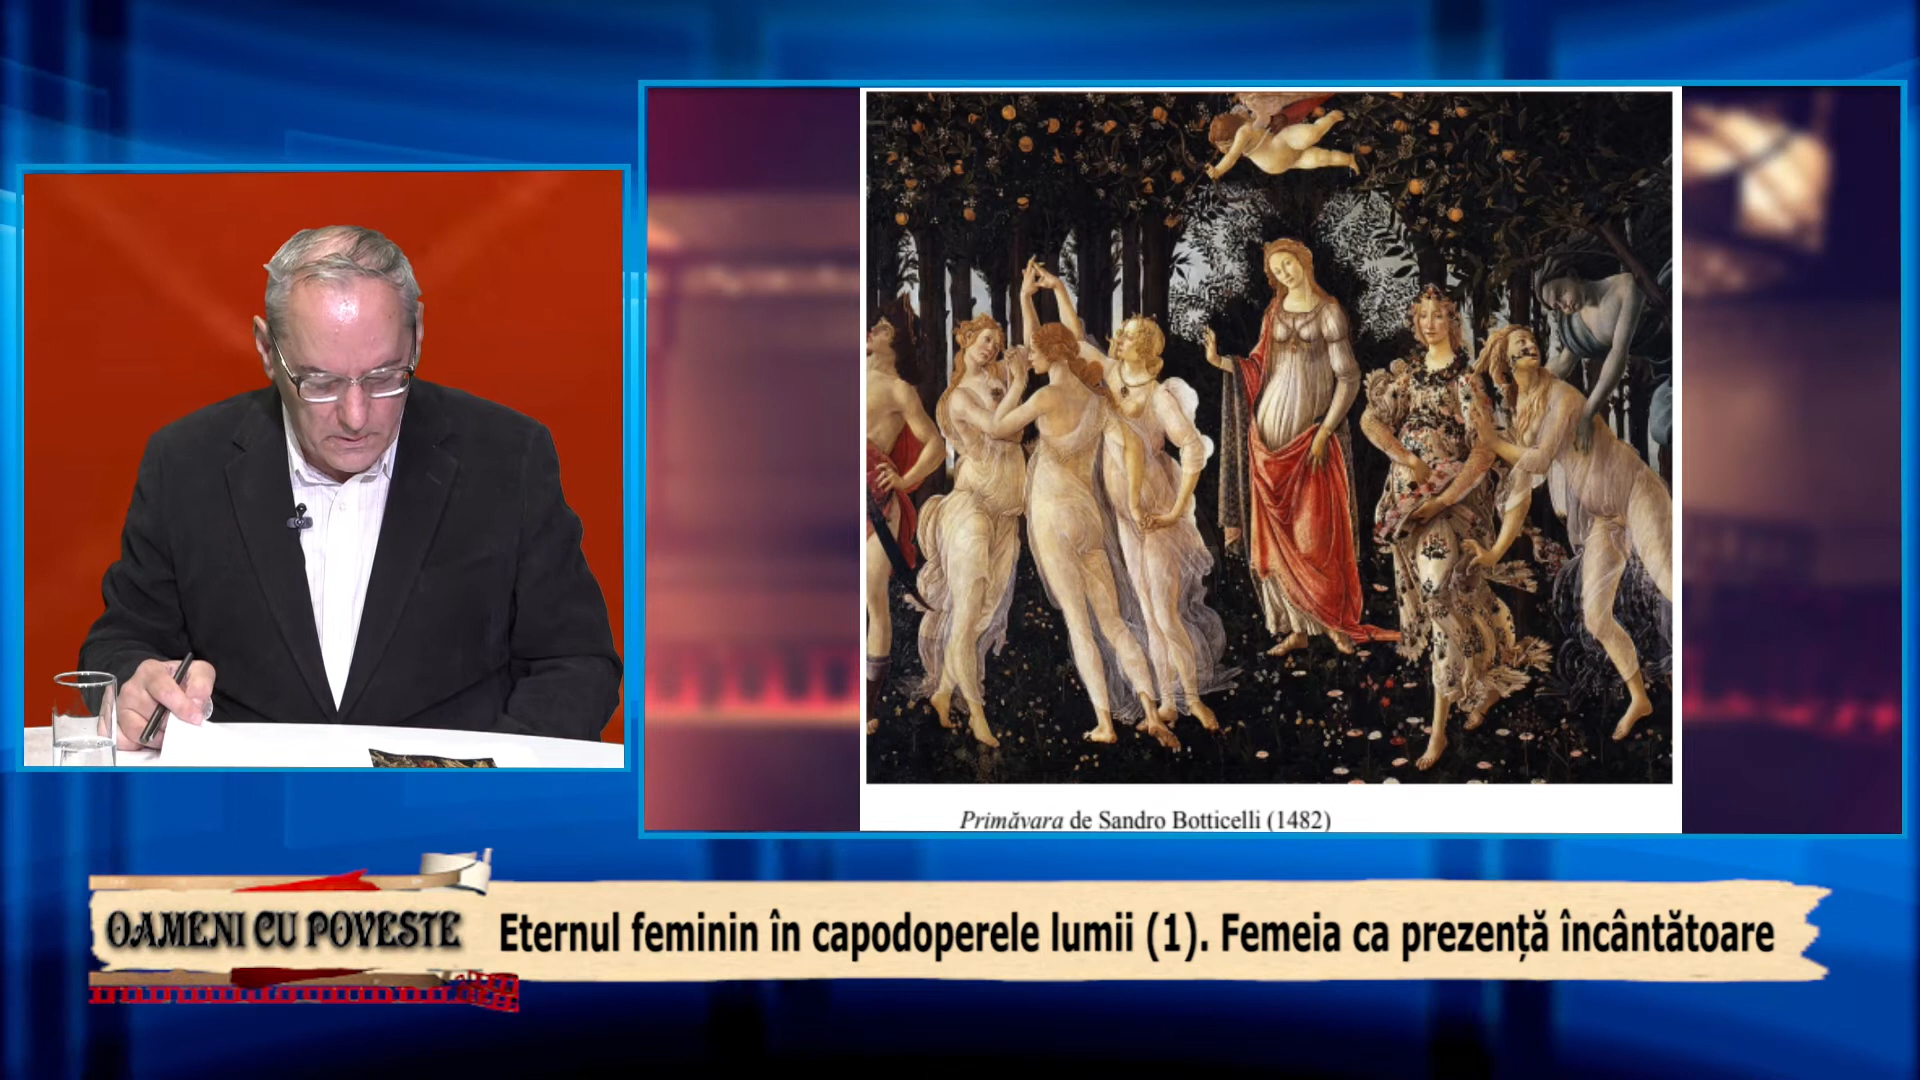 Primăvara de Sandro Botticelli (1482)
OAMENI CU POVESTE
Eternul feminin în capodoperele lumii (1). Femeia ca prezență încântătoare